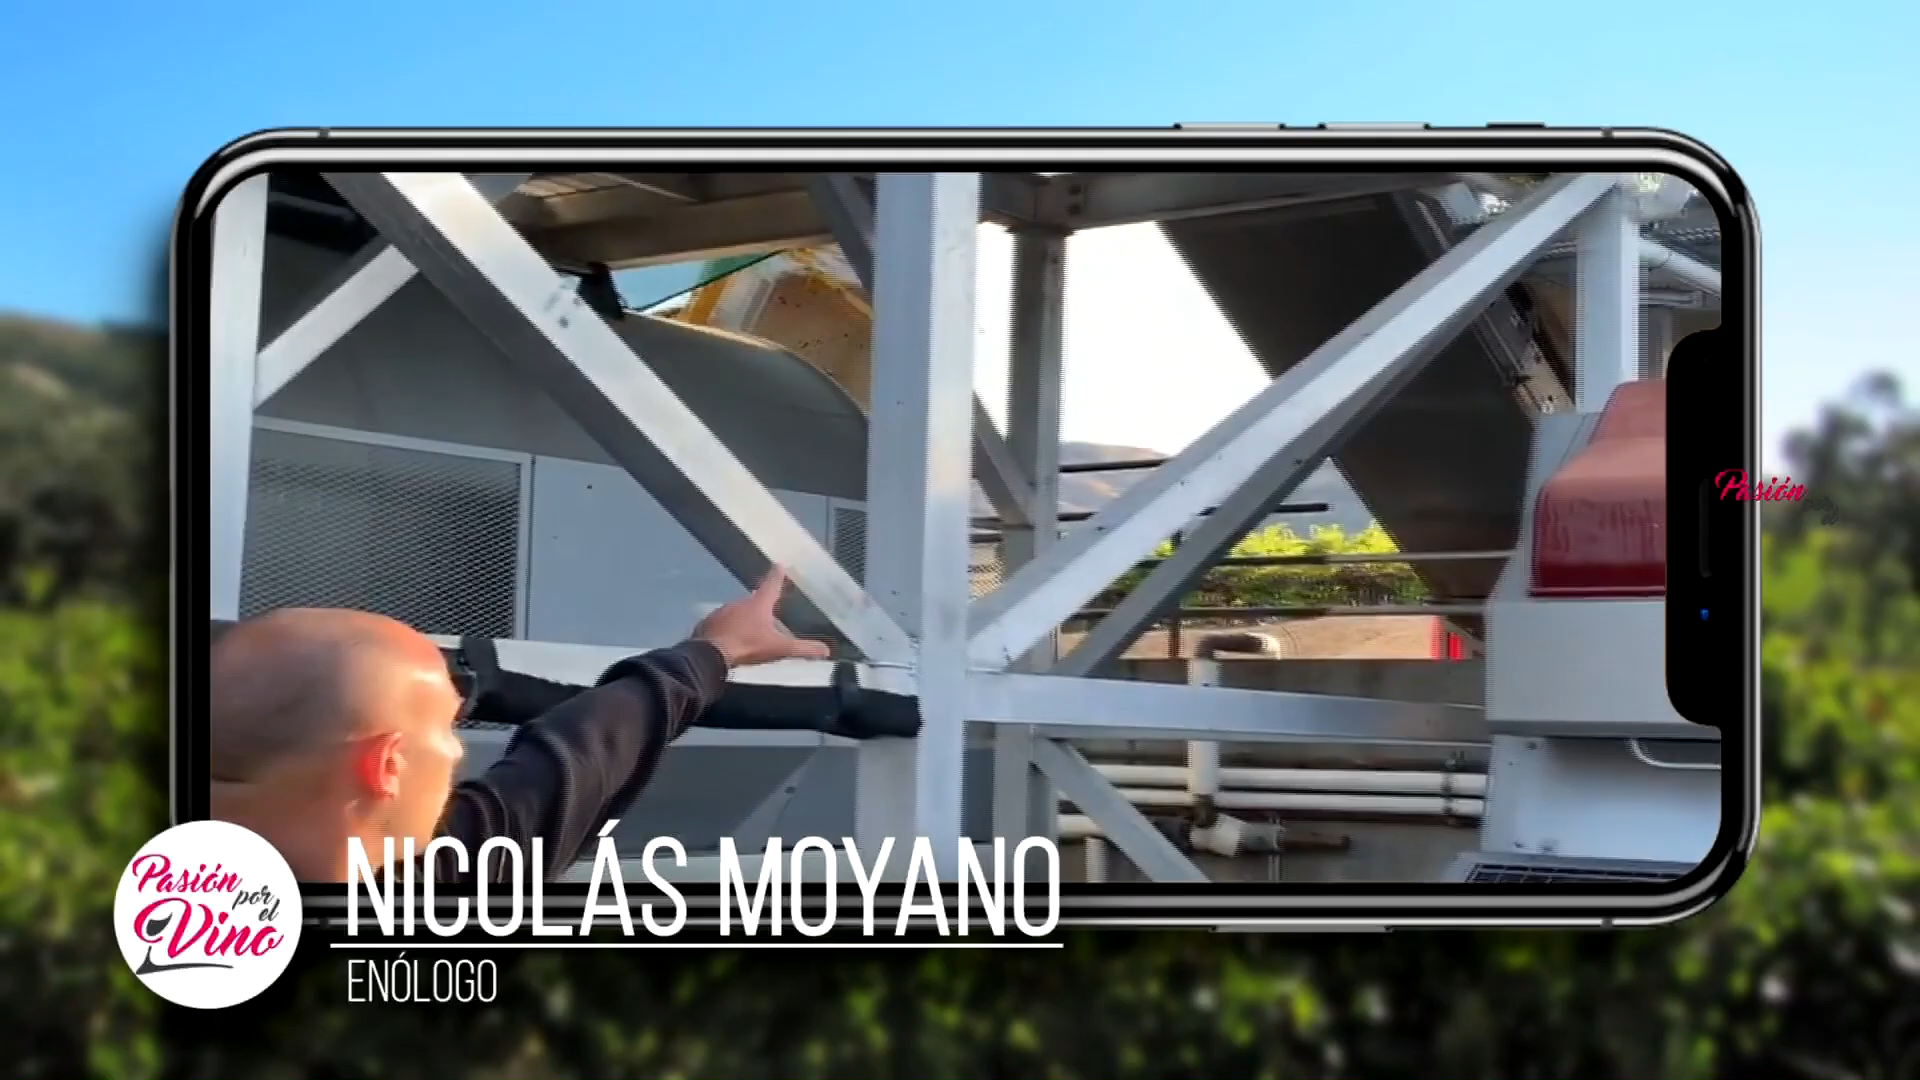 Pasión
Pasión
por
el
Vino
NICOLÁS MOYANO
ENÓLOGO